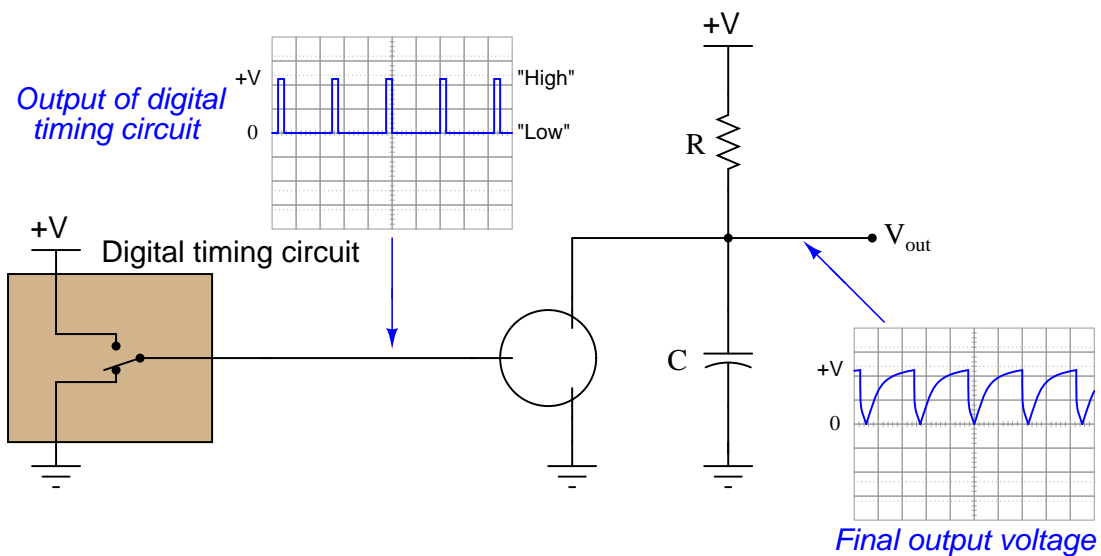 +V
"High"
Output of digital
timing circuit
0
"Low"
+V
R
+V
Digital timing circuit
V out
C
+V
0
Final output voltage